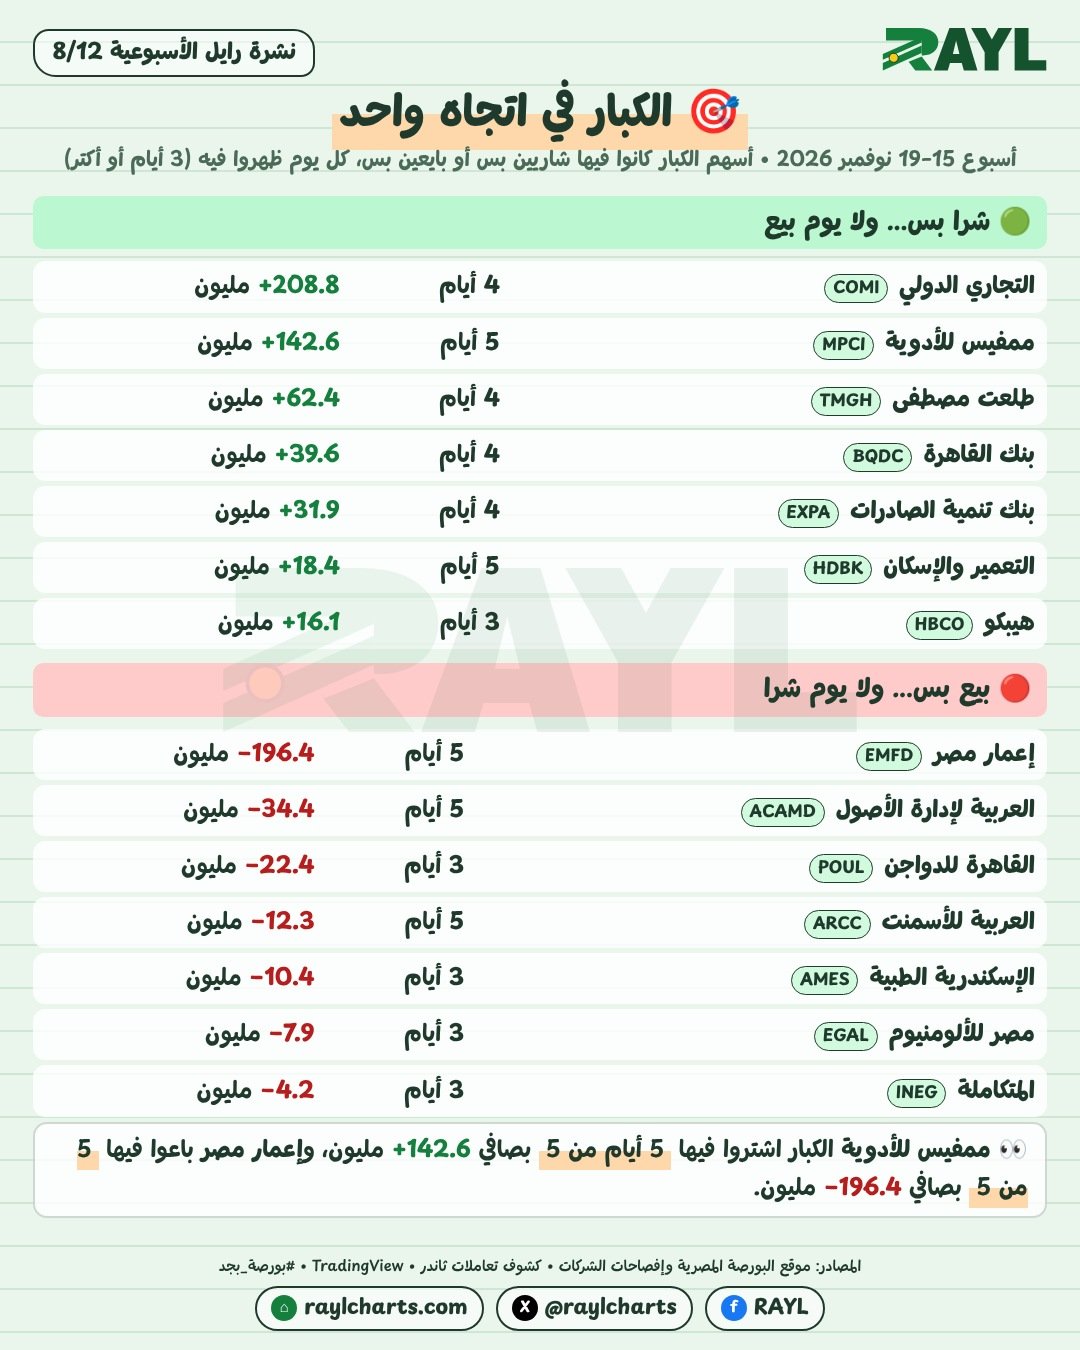 RAYL
نشرة رايل الأسبوعية 8/12
🎯 الكبار في اتجاه واحد
أسبوع 15-19 نوفمبر 2026 • أسهم الكبار كانوا فيها شاريين بس أو بايعين بس، كل يوم ظهروا فيه (3 أيام أو أكتر)
🟢 شرا بس... ولا يوم بيع
التجاري الدولي COMI 4 أيام +208.8 مليون
ممفيس للأدوية MPCI 5 أيام +142.6 مليون
طلعت مصطفى TMGH 4 أيام +62.4 مليون
بنك القاهرة BQDC 4 أيام +39.6 مليون
بنك تنمية الصادرات EXPA 4 أيام +31.9 مليون
التعمير والإسكان HDBK 5 أيام +18.4 مليون
هيبكو HBCO 3 أيام +16.1 مليون
🔴 بيع بس... ولا يوم شرا
إعمار مصر EMFD 5 أيام −196.4 مليون
العربية لإدارة الأصول ACAMD 5 أيام −34.4 مليون
القاهرة للدواجن POUL 3 أيام −22.4 مليون
العربية للأسمنت ARCC 5 أيام −12.3 مليون
الإسكندرية الطبية AMES 3 أيام −10.4 مليون
مصر للألومنيوم EGAL 3 أيام −7.9 مليون
المتكاملة INEG 3 أيام −4.2 مليون
👀 ممفيس للأدوية الكبار اشتروا فيها 5 أيام من 5 بصافي +142.6 مليون، وإعمار مصر باعوا فيها 5
من 5 بصافي −196.4 مليون.
المصادر: موقع البورصة المصرية وإفصاحات الشركات • كشوف تعاملات ثاندر • TradingView • #بورصة_بجد
raylcharts.com @raylcharts RAYL